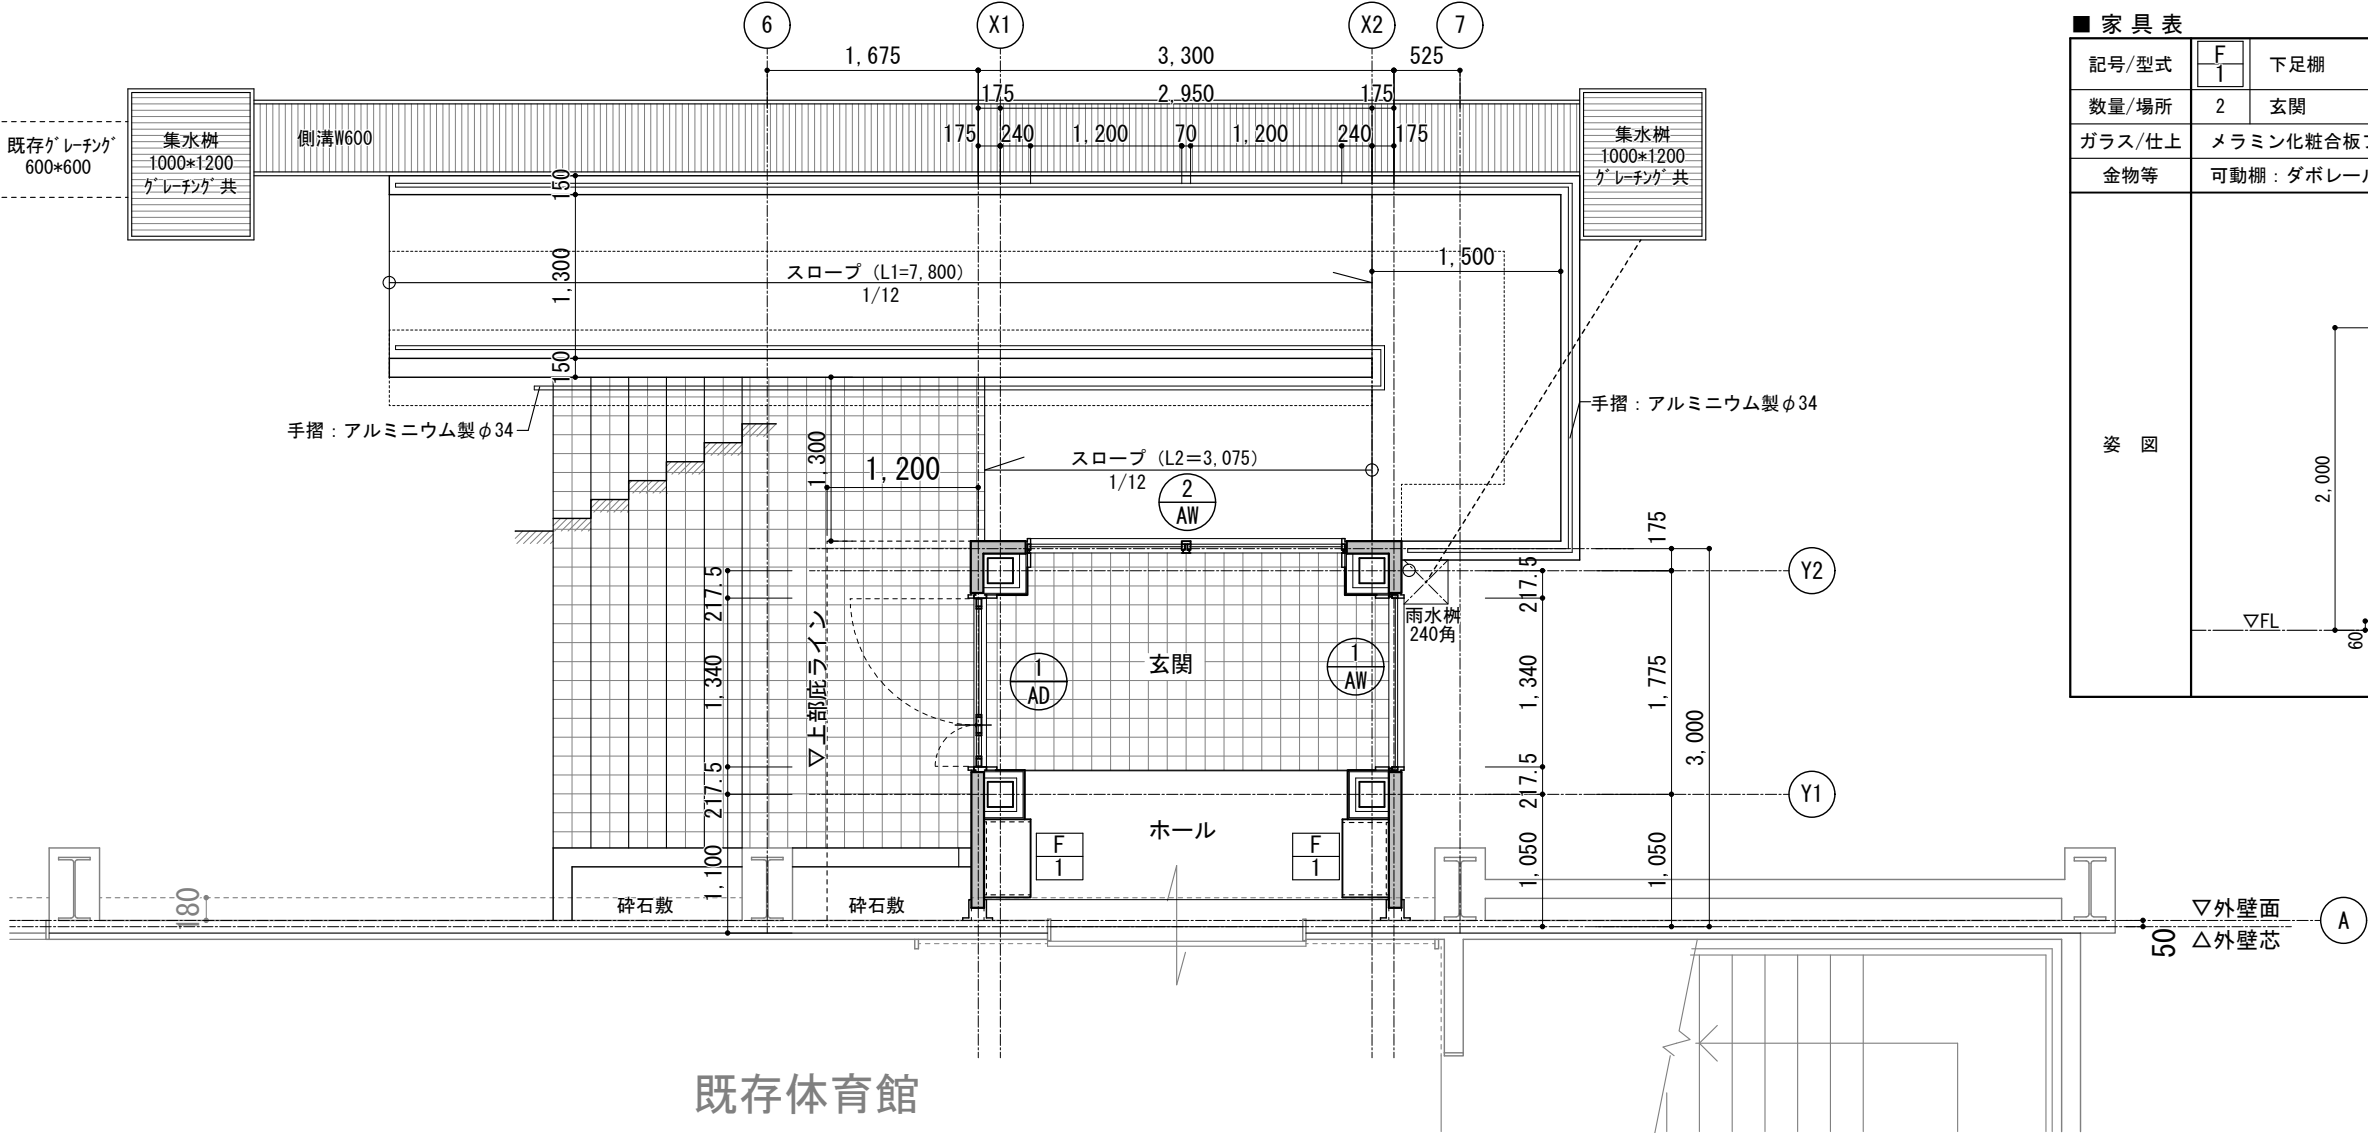 6
X1
X2
7
1,675
3,300
525
175
2,950
175
175
240
1,200
70
1,200
240
175
既存グレーチング
600*600
集水桝
1000*1200
グレーチング共
側溝W600
集水桝
1000*1200
グレーチング共
150
1,300
150
スロープ (L1=7,800)
1/12
1,500
手摺：アルミニウム製φ34
手摺：アルミニウム製φ34
1,300
1,200
スロープ (L2＝3,075)
1/12
2
AW
175
217.5
1,340
217.5
1,100
▽上部庇ライン
1
AD
玄関
1
AW
雨水桝
240角
217.5
1,340
217.5
1,050
1,775
1,050
3,000
Y2
Y1
ホール
F
1
F
1
砕石敷
砕石敷
180
▽外壁面
△外壁芯
50
A
既存体育館
■ 家 具 表
記号/型式
F
1
下足棚
数量/場所
2
玄関
ガラス/仕上
メラミン化粧合板
金物等
可動棚：ダボレール
姿 図
2,000
▽FL
60